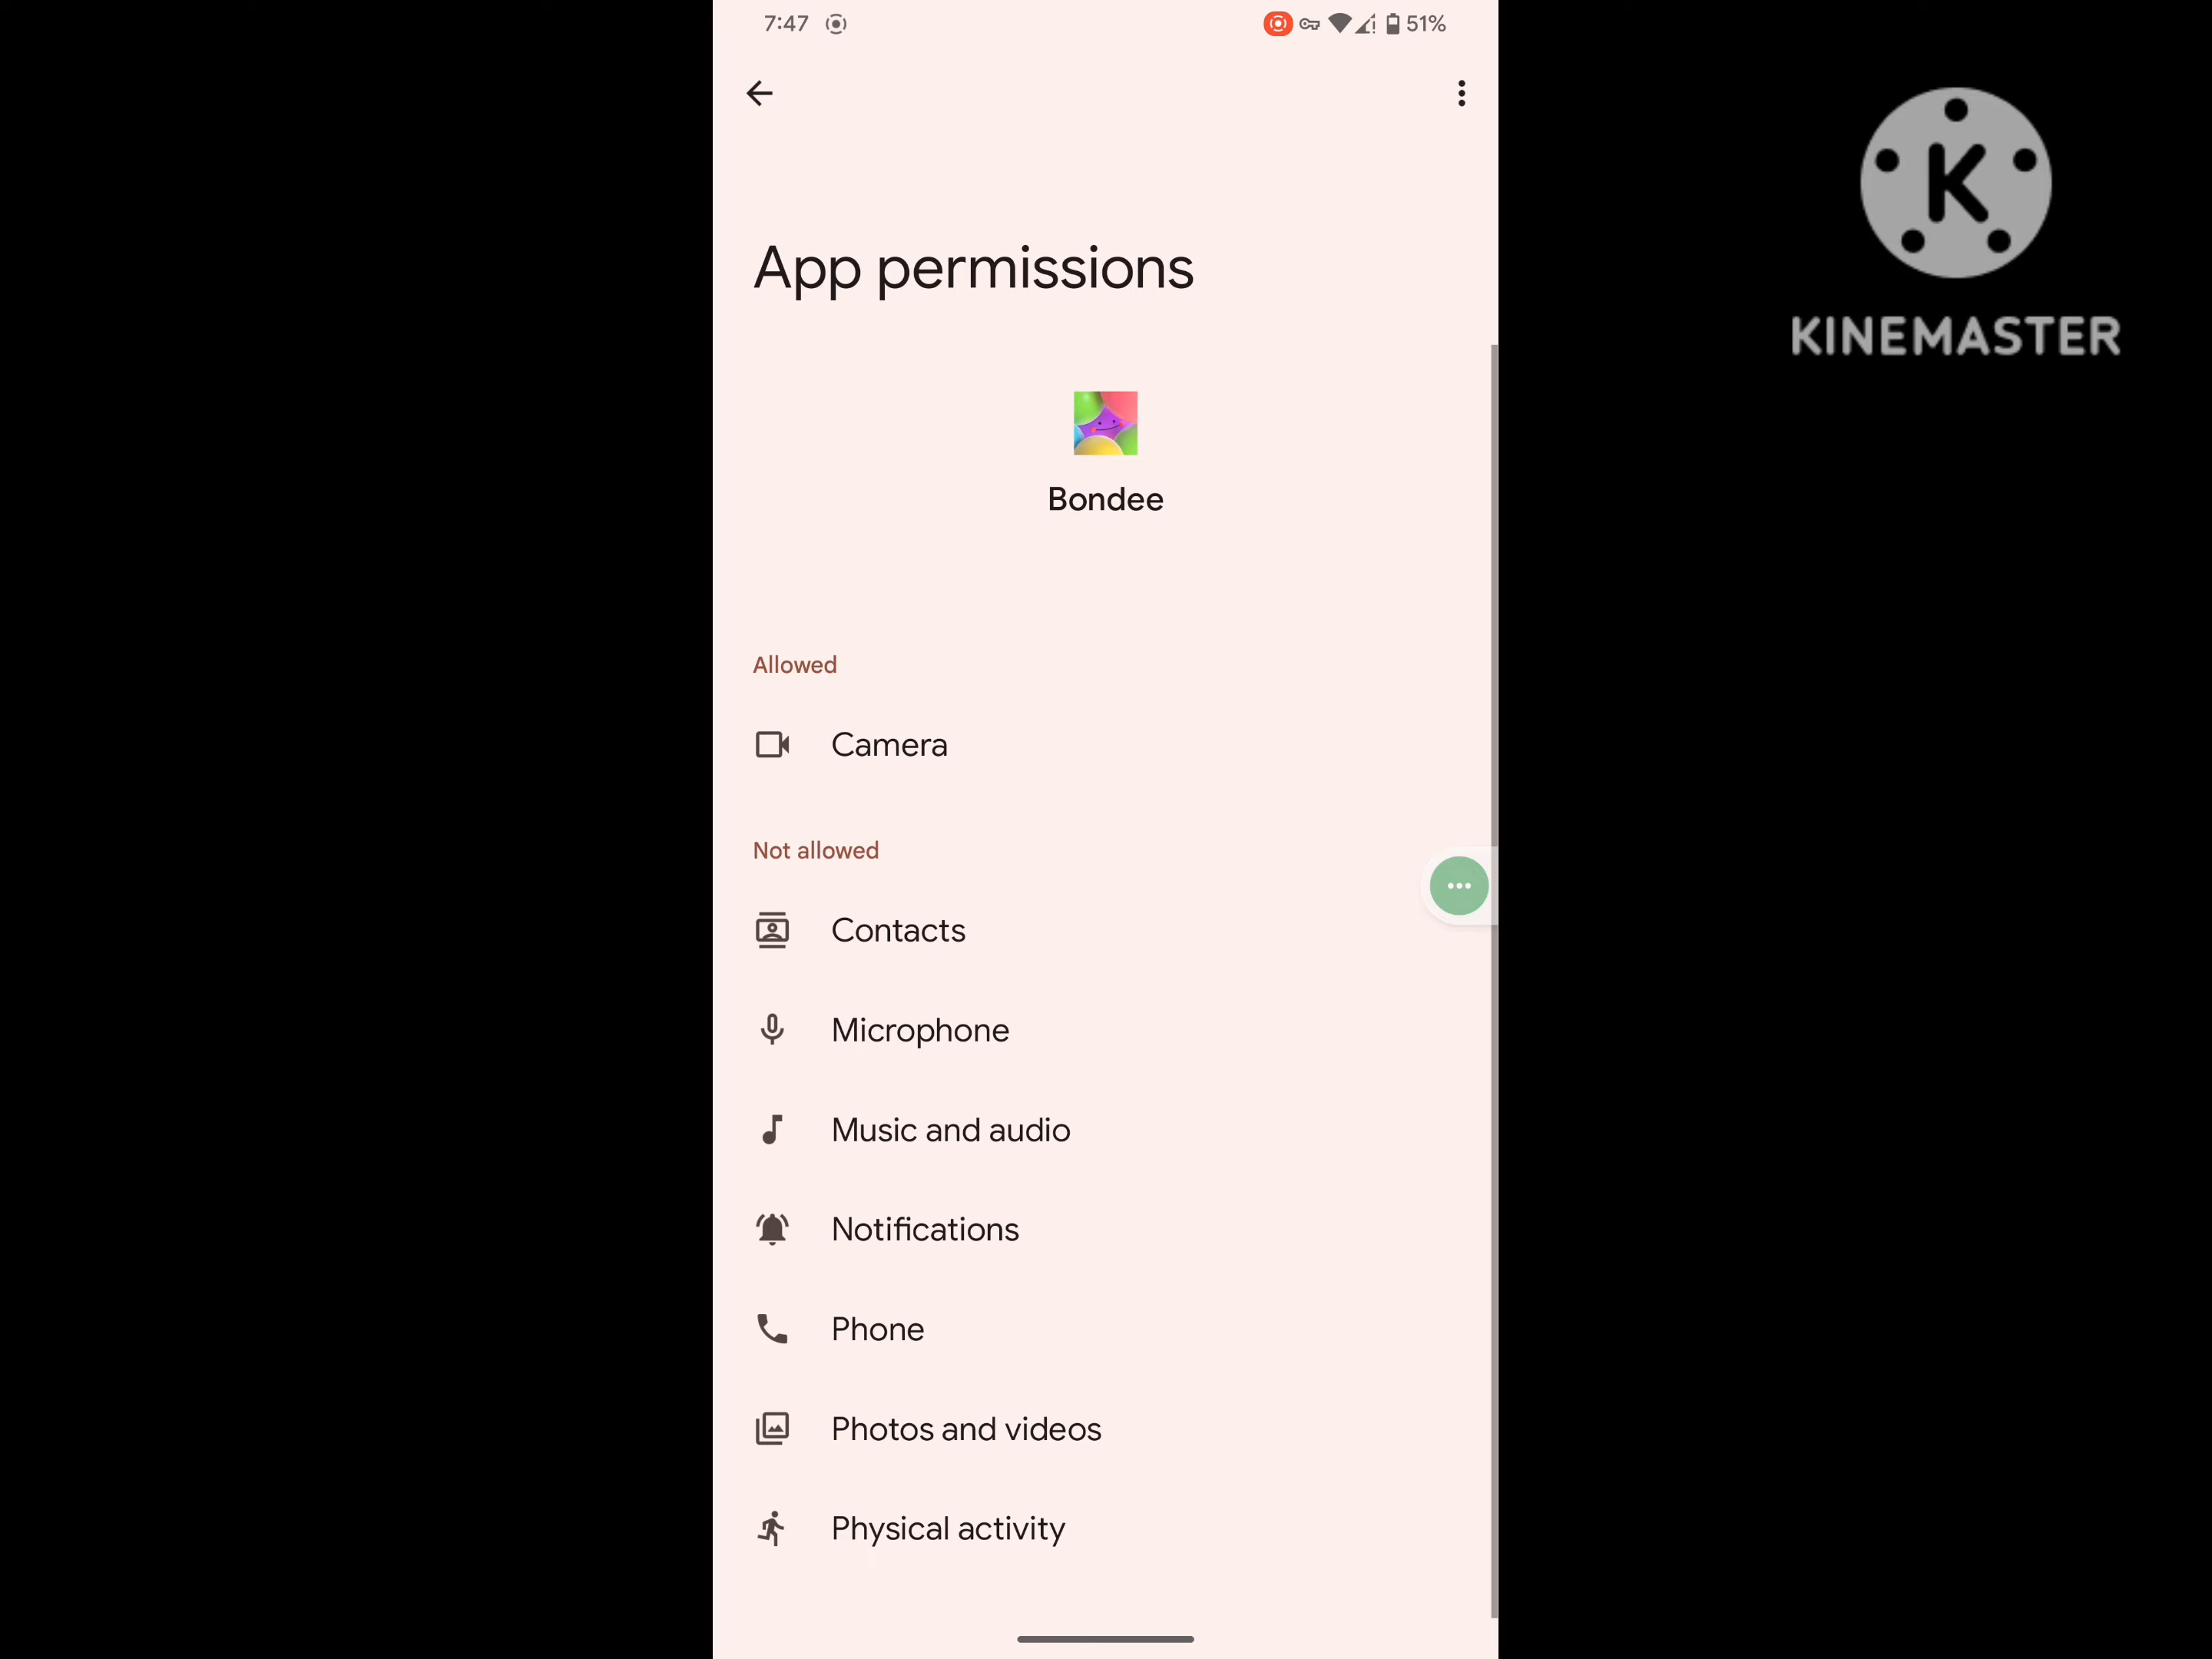 7:47
51%
App permissions
Bondee
Allowed
Camera
Not allowed
Contacts
Microphone
Music and audio
Notifications
Phone
Photos and videos
Physical activity
K
KINEMASTER